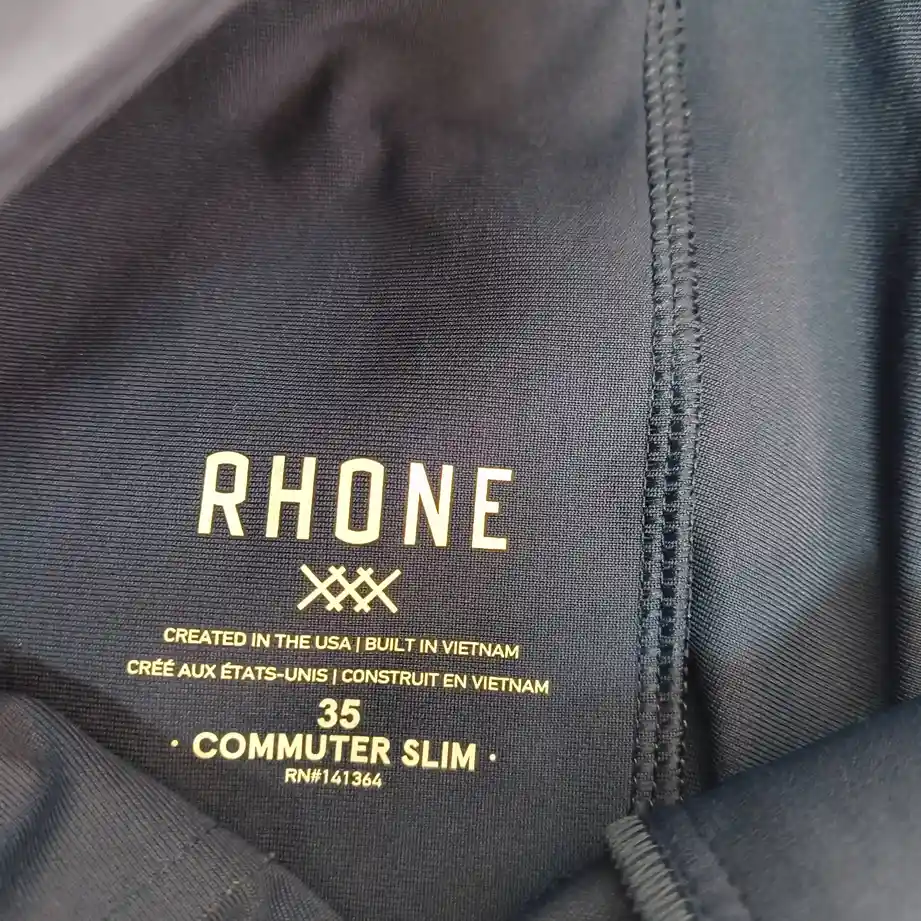 RHONE
CREATED IN THE USA | BUILT IN VIETNAM
CRÉÉ AUX ÉTATS-UNIS | CONSTRUIT EN VIETNAM
35
· COMMUTER SLIM ·
RN#141364